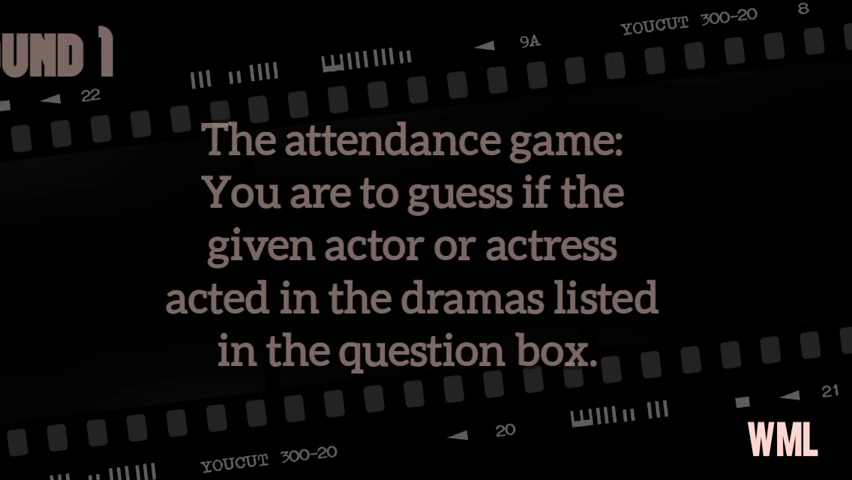 YOUCUT 300-20 8
9A
UND 1
22
The attendance game:
You are to guess if the
given actor or actress
acted in the dramas listed
in the question box.
21
20
WML
YOUCUT 300-20